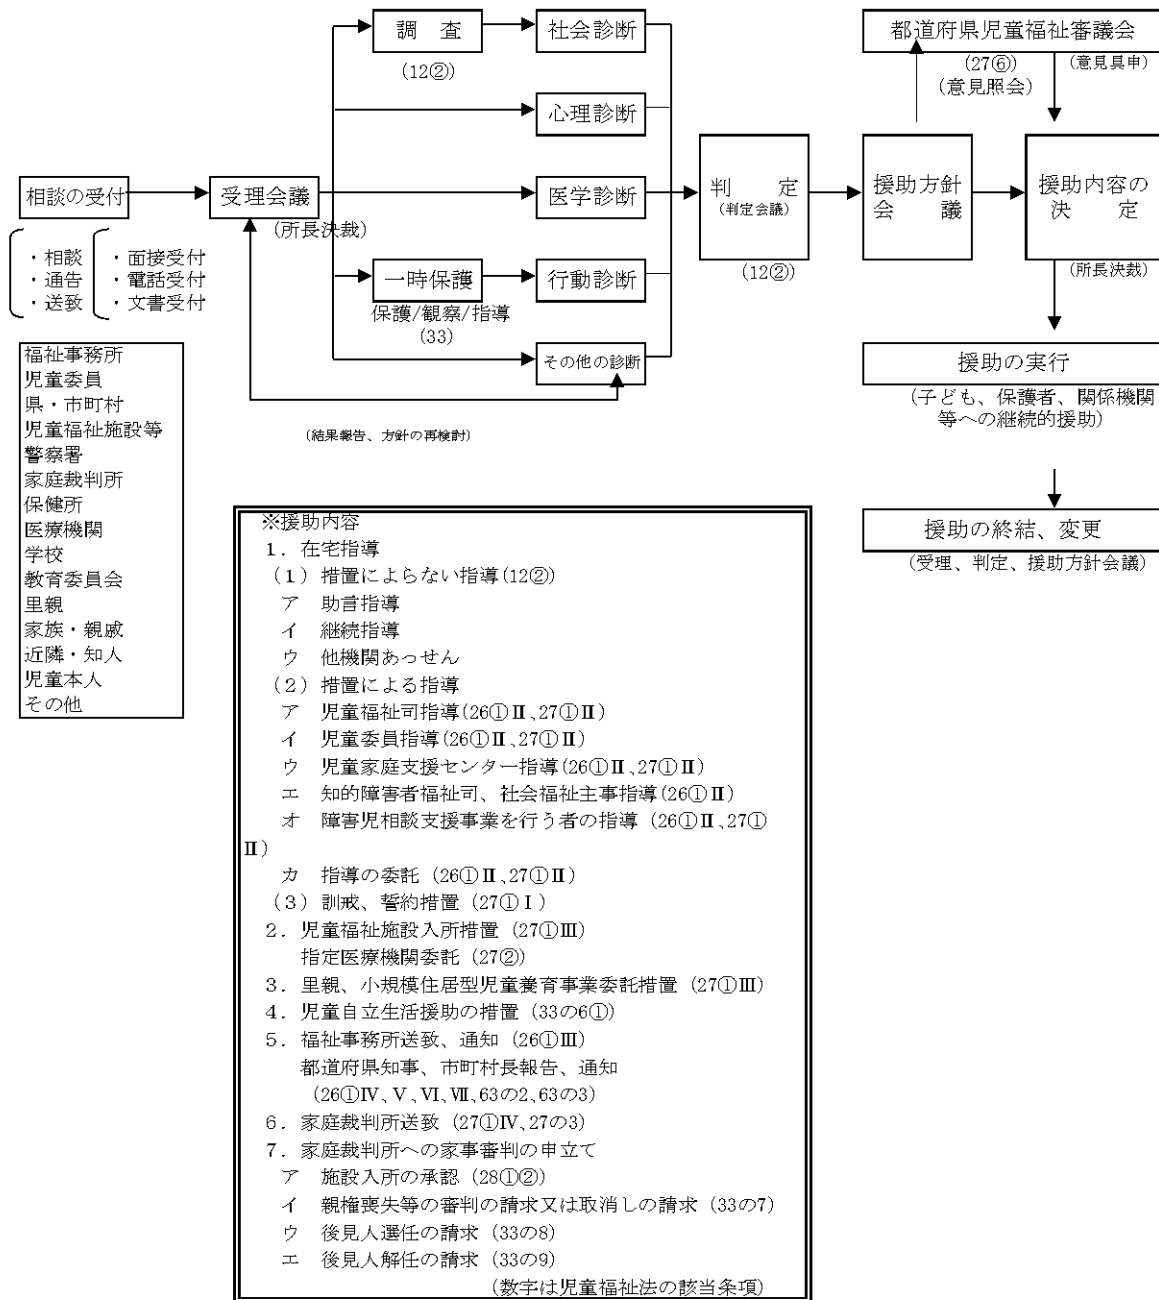 調　査
社会診断
都道府県児童福祉審議会
(12②)
(27⑥)
(意見照会)
(意見具申)
心理診断
相談の受付
受理会議
(所長決裁)
医学診断
判　　定
(判定会議)
(12②)
援助方針
会　　議
援助内容の
決　　定
(所長決裁)
・相談
・通告
・送致
・面接受付
・電話受付
・文書受付
一時保護
保護/観察/指導
(33)
行動診断
その他の診断
(結果報告、方針の再検討)
援助の実行
(子ども、保護者、関係機関
等への継続的援助)
援助の終結、変更
(受理、判定、援助方針会議)
福祉事務所
児童委員
県・市町村
児童福祉施設等
警察署
家庭裁判所
保健所
医療機関
学校
教育委員会
里親
家族・親戚
近隣・知人
児童本人
その他
※援助内容
1．在宅指導
(1) 措置によらない指導(12②)
ア　助言指導
イ　継続指導
ウ　他機関あっせん
(2) 措置による指導
ア　児童福祉司指導(26①Ⅱ、27①Ⅱ)
イ　児童委員指導(26①Ⅱ、27①Ⅱ)
ウ　児童家庭支援センター指導(26①Ⅱ、27①Ⅱ)
エ　知的障害者福祉司、社会福祉主事指導(26①Ⅱ)
オ　障害児相談支援事業を行う者の指導 (26①Ⅱ、27①
Ⅱ)
カ　指導の委託 (26①Ⅱ、27①Ⅱ)
(3) 訓戒、誓約措置 (27①Ⅰ)
2．児童福祉施設入所措置 (27①Ⅲ)
指定医療機関委託 (27②)
3．里親、小規模住居型児童養育事業委託措置 (27①Ⅲ)
4．児童自立生活援助の措置 (33の6①)
5．福祉事務所送致、通知 (26①Ⅲ)
都道府県知事、市町村長報告、通知
(26①Ⅳ、Ⅴ、Ⅵ、Ⅶ、63の2、63の3)
6．家庭裁判所送致 (27①Ⅳ、27の3)
7．家庭裁判所への家事審判の申立て
ア　施設入所の承認 (28①②)
イ　親権喪失等の審判の請求又は取消しの請求 (33の7)
ウ　後見人選任の請求 (33の8)
エ　後見人解任の請求 (33の9)
(数字は児童福祉法の該当条項)